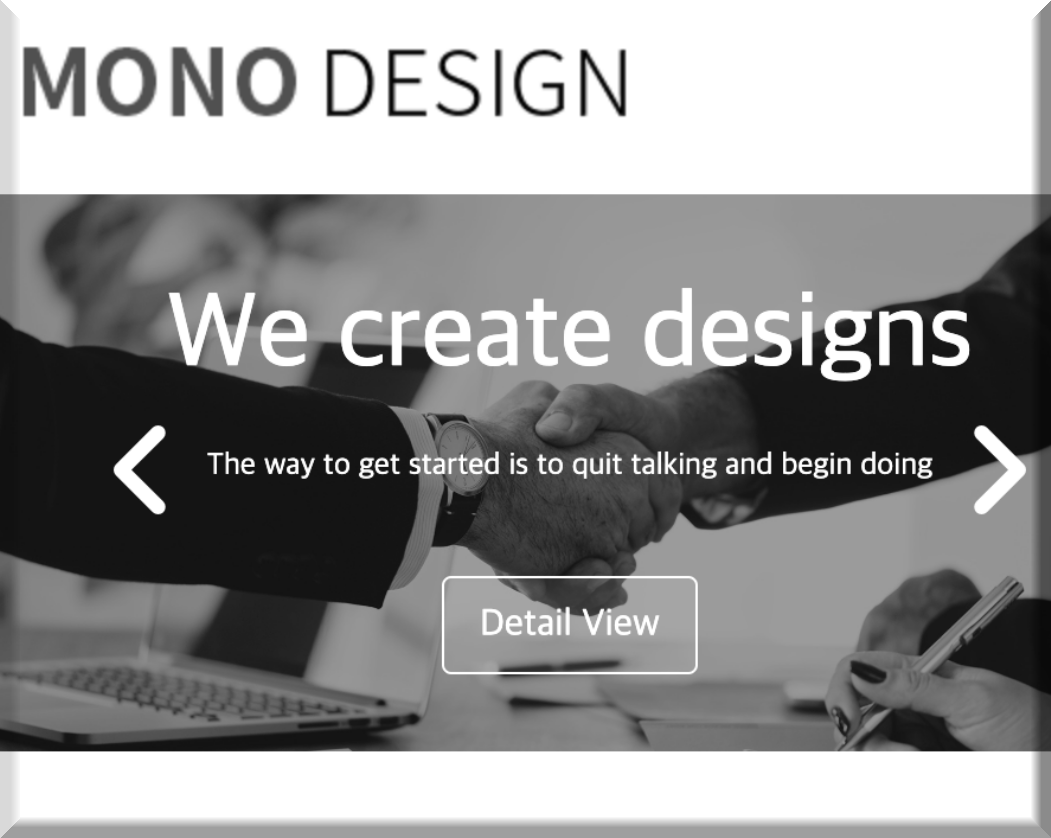 MONO DESIGN
We create designs
The way to get started is to quit talking and begin doing
Detail View